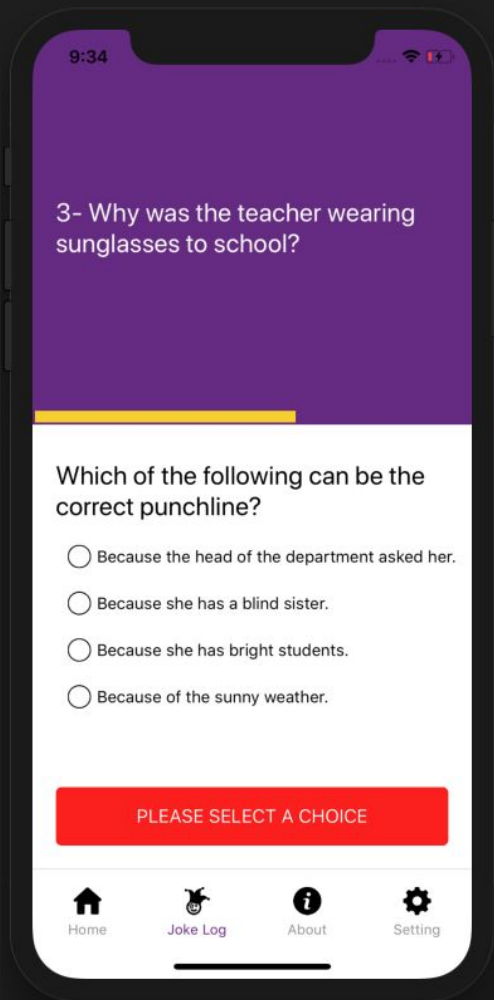 9:34
3- Why was the teacher wearing
sunglasses to school?
Which of the following can be the
correct punchline?
Because the head of the department asked her.
Because she has a blind sister.
Because she has bright students.
Because of the sunny weather.
PLEASE SELECT A CHOICE
Home
Joke Log
About
Setting